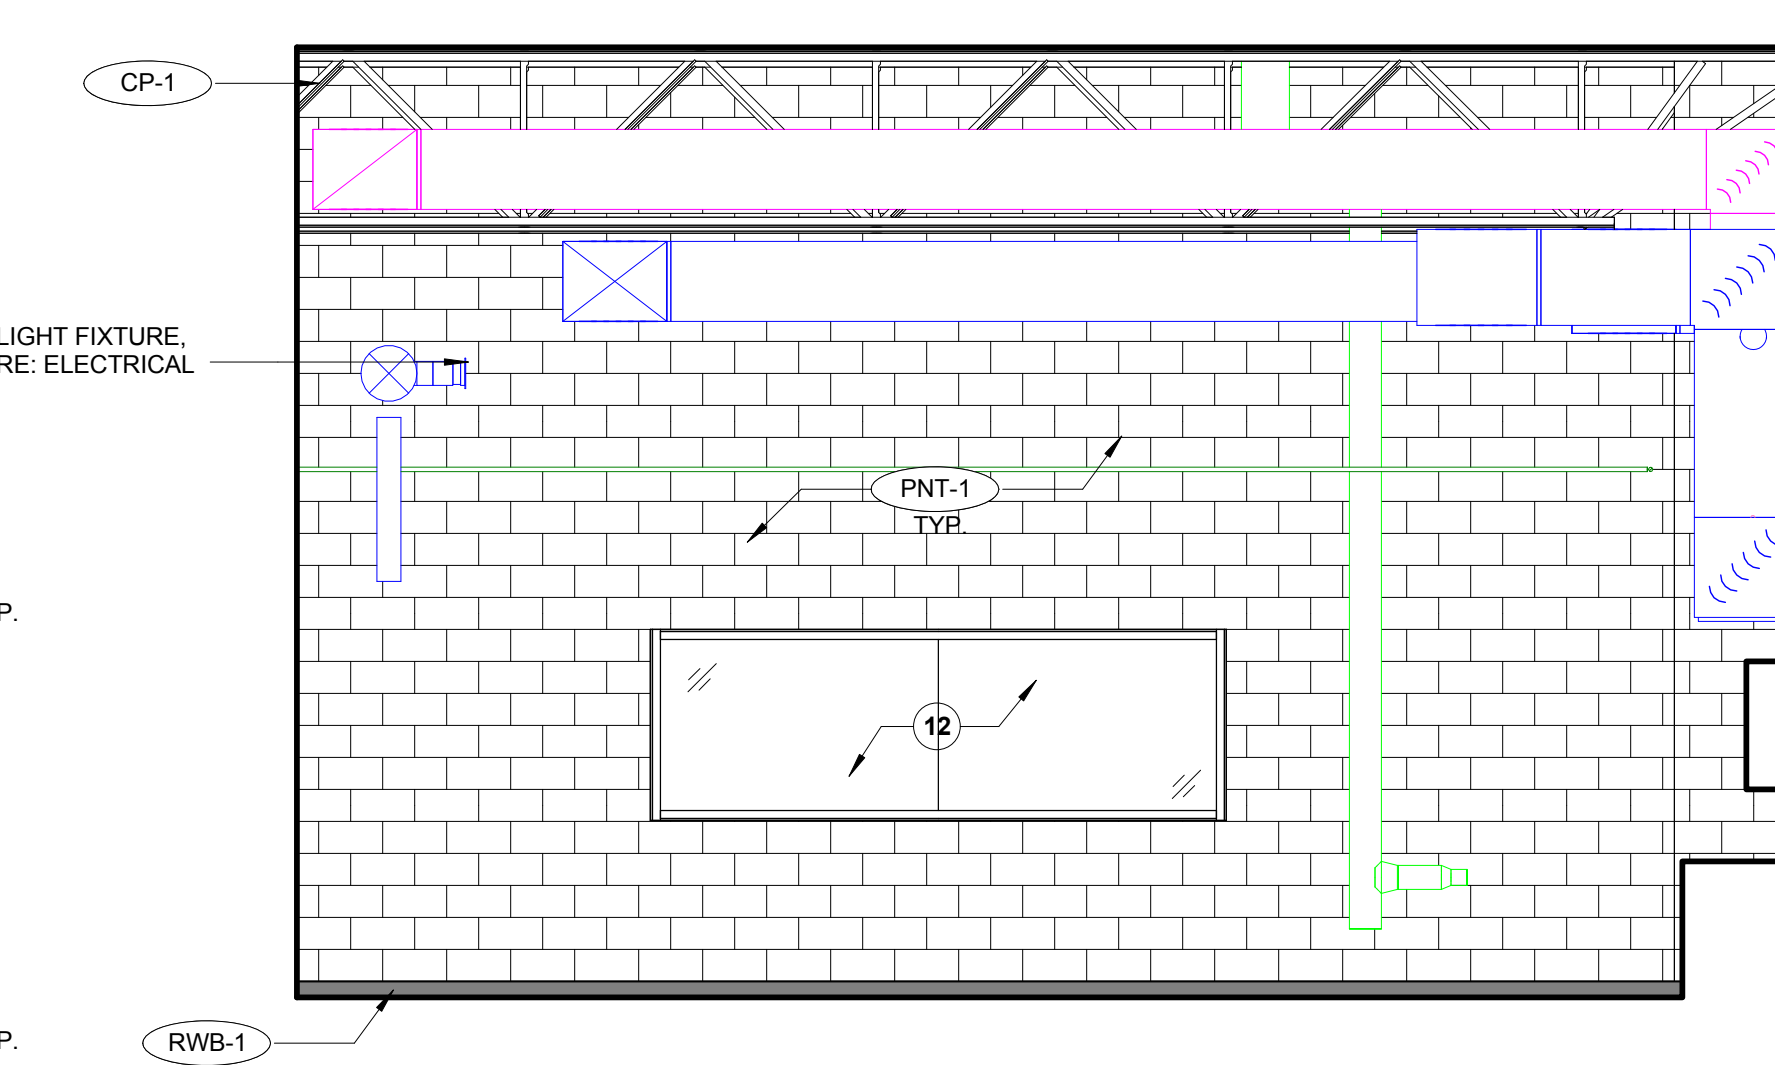 CP-1
LIGHT FIXTURE,
RE: ELECTRICAL
PNT-1
TYP.
P.
12
P.
RWB-1